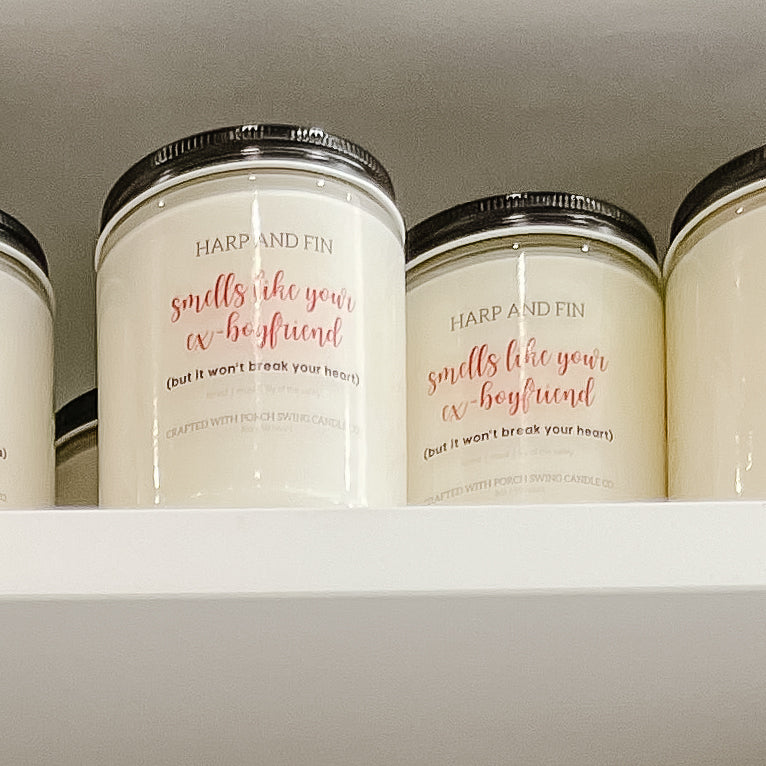 HARP AND FIN
smells like your
ex-boyfriend
(but it won't break your heart)
CRAFTED WITH PORCH SWING CANDLE CO
HARP AND FIN
smells like your
ex-boyfriend
(but it won't break your heart)
CRAFTED WITH PORCH SWING CANDLE CO